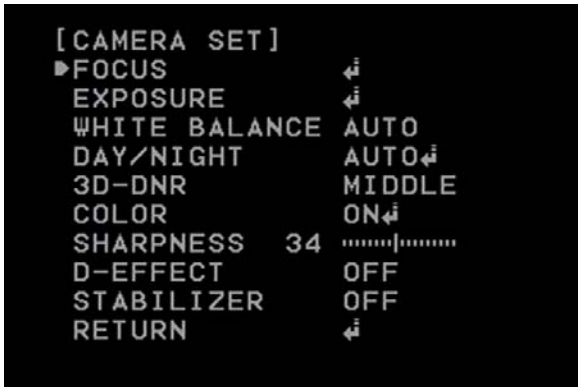 [CAMERA SET]
FOCUS ↲
EXPOSURE ↲
WHITE BALANCE AUTO
DAY/NIGHT AUTO↲
3D-DNR MIDDLE
COLOR ON↲
SHARPNESS 34
D-EFFECT OFF
STABILIZER OFF
RETURN ↲